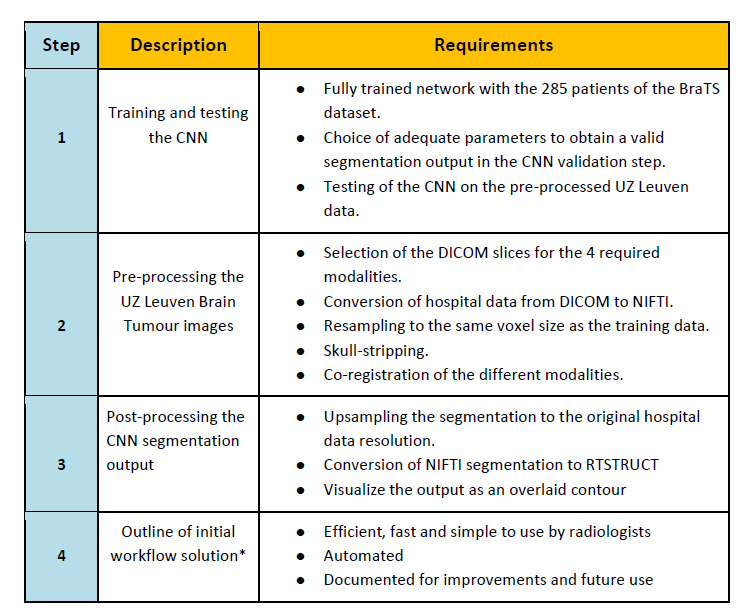 Step Description Requirements
1
Training and testing
the CNN
● Fully trained network with the 285 patients of the BraTS
dataset.
● Choice of adequate parameters to obtain a valid
segmentation output in the CNN validation step.
● Testing of the CNN on the pre-processed UZ Leuven
data.
2
Pre-processing the
UZ Leuven Brain
Tumour images
● Selection of the DICOM slices for the 4 required
modalities.
● Conversion of hospital data from DICOM to NIFTI.
● Resampling to the same voxel size as the training data.
● Skull-stripping.
● Co-registration of the different modalities.
3
Post-processing the
CNN segmentation
output
● Upsampling the segmentation to the original hospital
data resolution.
● Conversion of NIFTI segmentation to RTSTRUCT
● Visualize the output as an overlaid contour
4
Outline of initial
workflow solution*
● Efficient, fast and simple to use by radiologists
● Automated
● Documented for improvements and future use